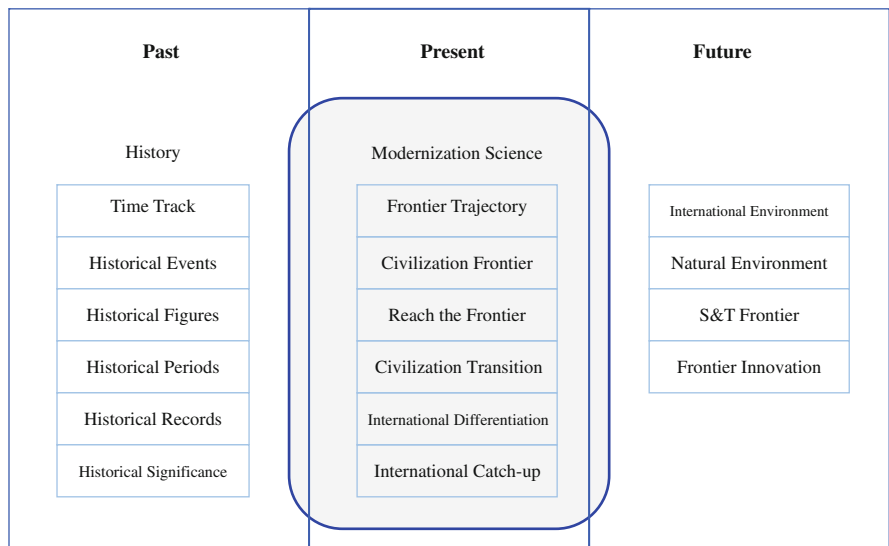 Past
Present
Future
History
Time Track
Historical Events
Historical Figures
Historical Periods
Historical Records
Historical Significance
Modernization Science
Frontier Trajectory
Civilization Frontier
Reach the Frontier
Civilization Transition
International Differentiation
International Catch-up
International Environment
Natural Environment
S&T Frontier
Frontier Innovation